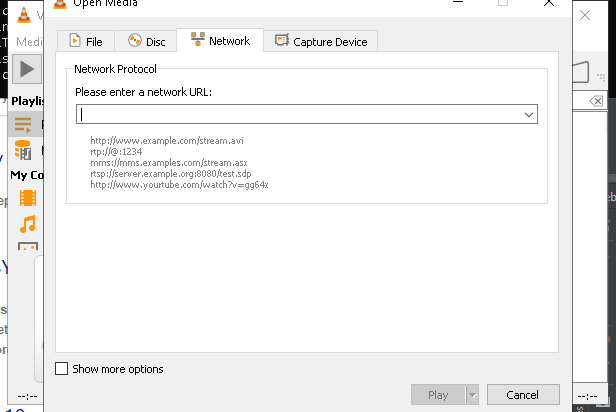 Open Media
File
Disc
Network
Capture Device
Network Protocol
Please enter a network URL:
http://www.example.com/stream.avi
rtp://@:1234
mms://mms.examples.com/stream.asx
rtsp://server.example.org:8080/test.sdp
http://www.yourtube.com/watch?v=gg64x
Show more options
Play
Cancel
Medi
Playlis
My Co
--:--
--:--